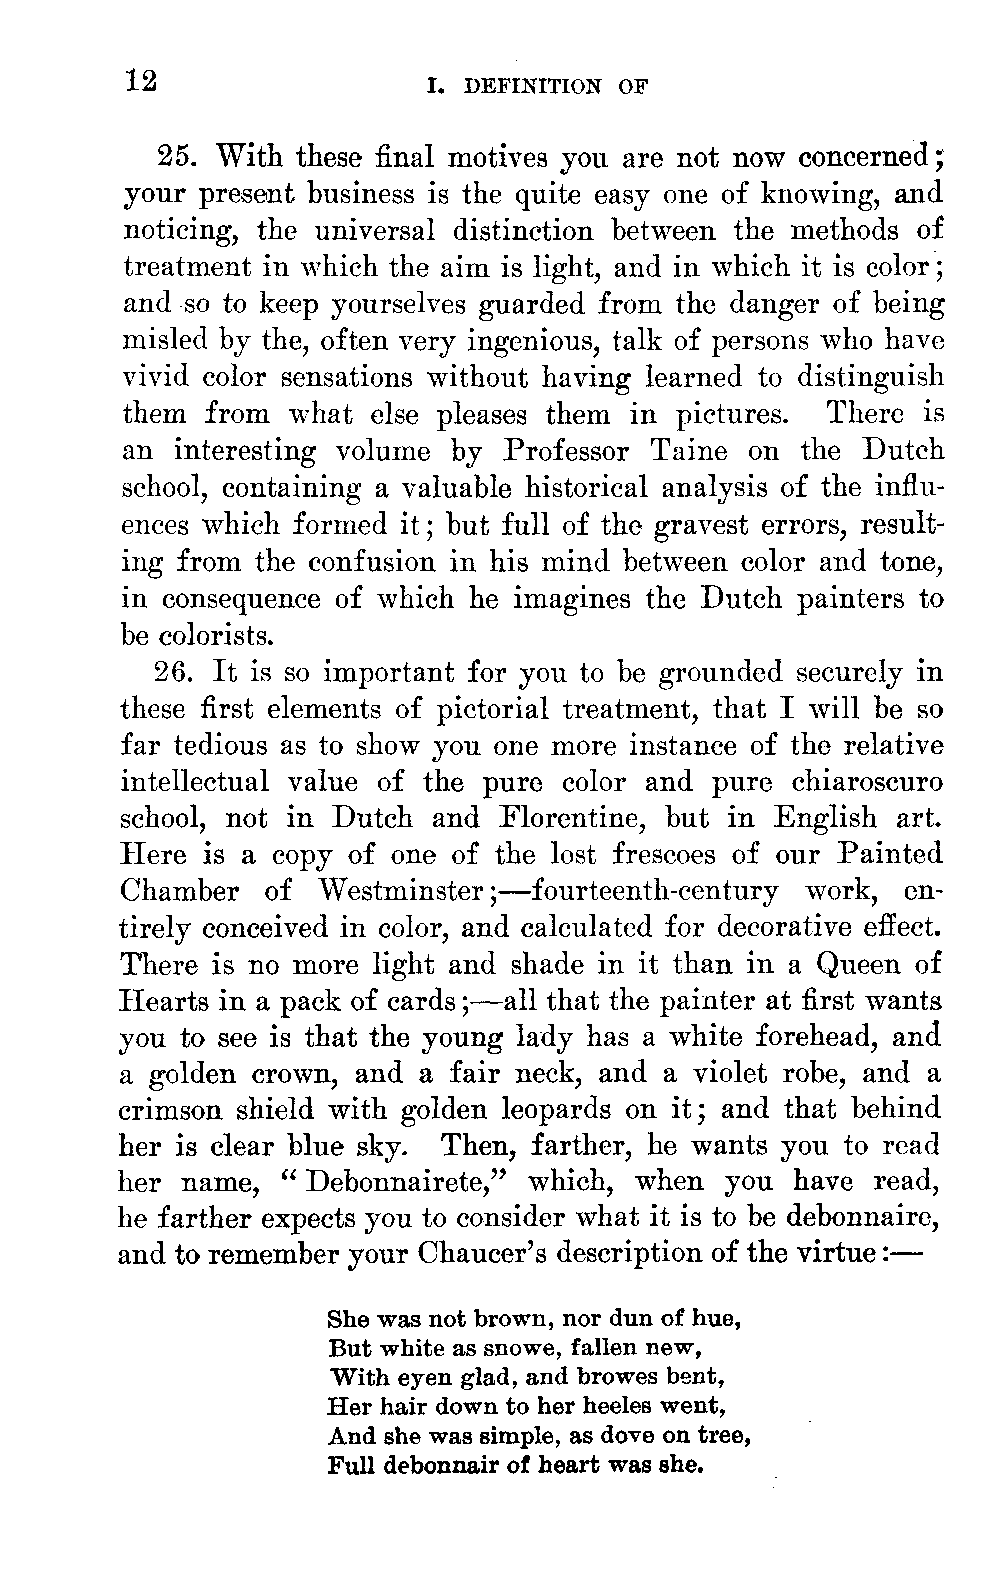 12
I. DEFINITION OF
25. With these final motives you are not now concerned;
your present business is the quite easy one of knowing, and
noticing, the universal distinction between the methods of
treatment in which the aim is light, and in which it is color;
and so to keep yourselves guarded from the danger of being
misled by the, often very ingenious, talk of persons who have
vivid color sensations without having learned to distinguish
them from what else pleases them in pictures. There is
an interesting volume by Professor Taine on the Dutch
school, containing a valuable historical analysis of the influ-
ences which formed it; but full of the gravest errors, result-
ing from the confusion in his mind between color and tone,
in consequence of which he imagines the Dutch painters to
be colorists.
26. It is so important for you to be grounded securely in
these first elements of pictorial treatment, that I will be so
far tedious as to show you one more instance of the relative
intellectual value of the pure color and pure chiaroscuro
school, not in Dutch and Florentine, but in English art.
Here is a copy of one of the lost frescoes of our Painted
Chamber of Westminster;—fourteenth-century work, en-
tirely conceived in color, and calculated for decorative effect.
There is no more light and shade in it than in a Queen of
Hearts in a pack of cards;—all that the painter at first wants
you to see is that the young lady has a white forehead, and
a golden crown, and a fair neck, and a violet robe, and a
crimson shield with golden leopards on it; and that behind
her is clear blue sky. Then, farther, he wants you to read
her name, “Debonnairete,” which, when you have read,
he farther expects you to consider what it is to be debonnaire,
and to remember your Chaucer’s description of the virtue:—
She was not brown, nor dun of hue,
But white as snowe, fallen new,
With eyen glad, and browes bent,
Her hair down to her heeles went,
And she was simple, as dove on tree,
Full debonnair of heart was she.